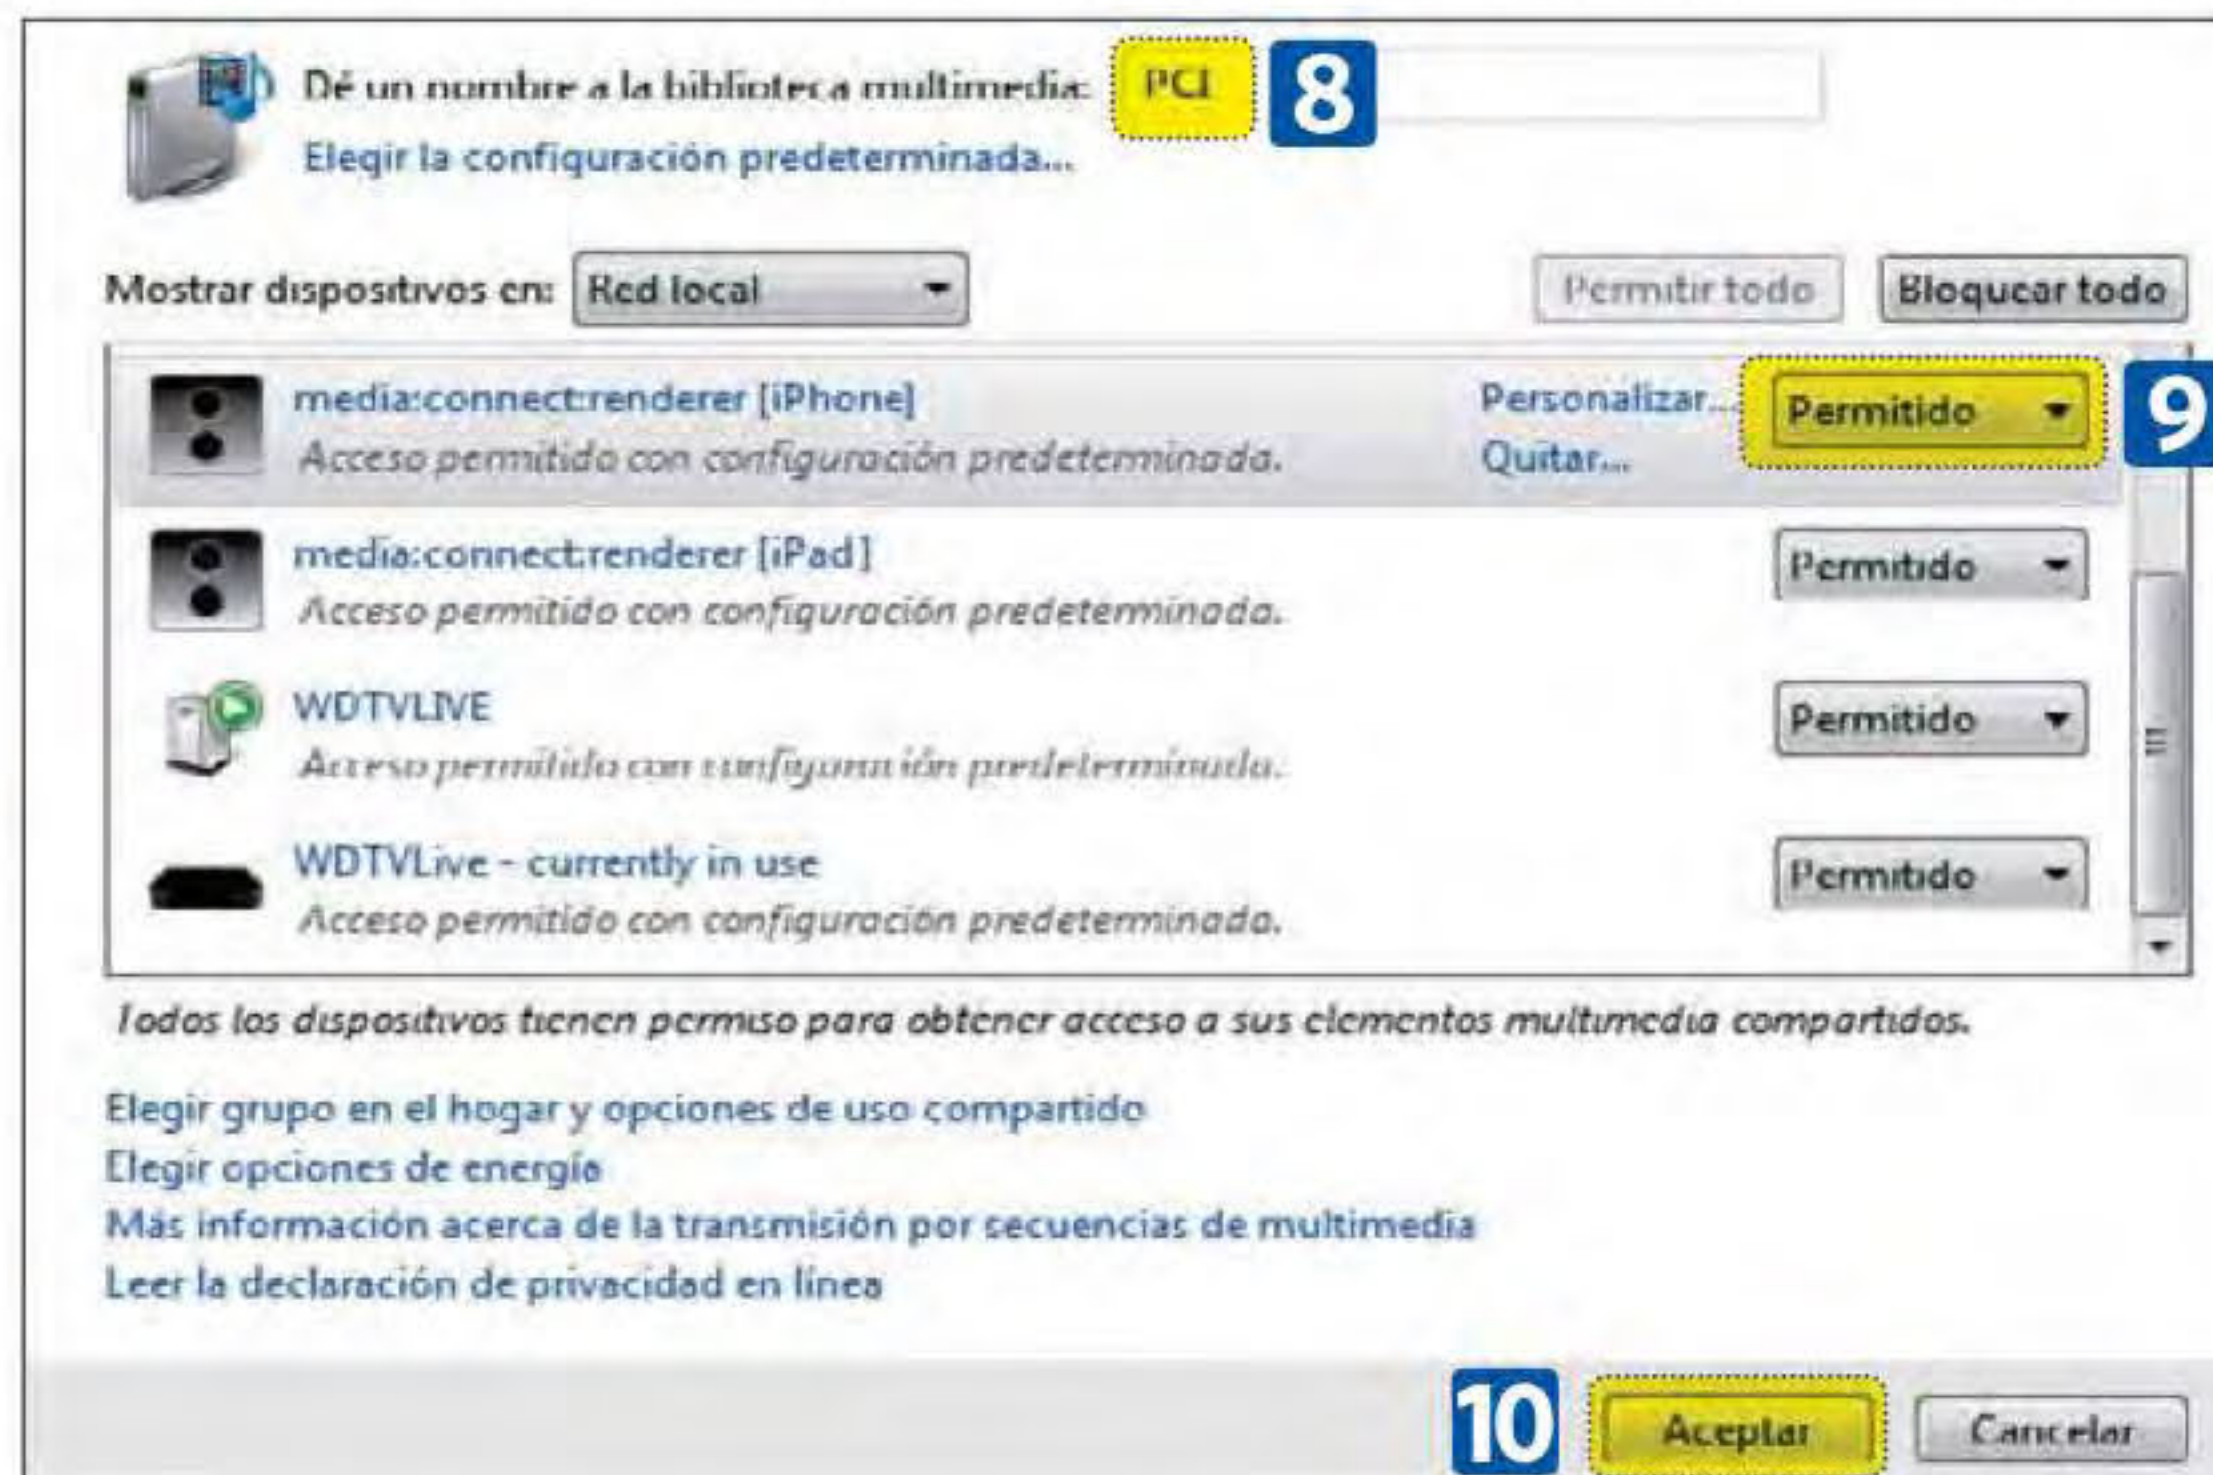 Dé un nombre a la biblioteca multimedia: PCI 8
Elegir la configuración predeterminada...
Mostrar dispositivos en: Red local Permitir todo Bloquear todo
media:connect:renderer [iPhone] Personalizar... Permitido 9
Acceso permitido con configuración predeterminada. Quitar...
media:connect:renderer [iPad] Permitido
Acceso permitido con configuración predeterminada.
WDTVLIVE Permitido
Acceso permitido con configuración predeterminada.
WDTVLive - currently in use Permitido
Acceso permitido con configuración predeterminada.
Todos los dispositivos tienen permiso para obtener acceso a sus elementos multimedia compartidos.
Elegir grupo en el hogar y opciones de uso compartido
Elegir opciones de energía
Más información acerca de la transmisión por secuencias de multimedia
Leer la declaración de privacidad en línea
10 Aceptar Cancelar